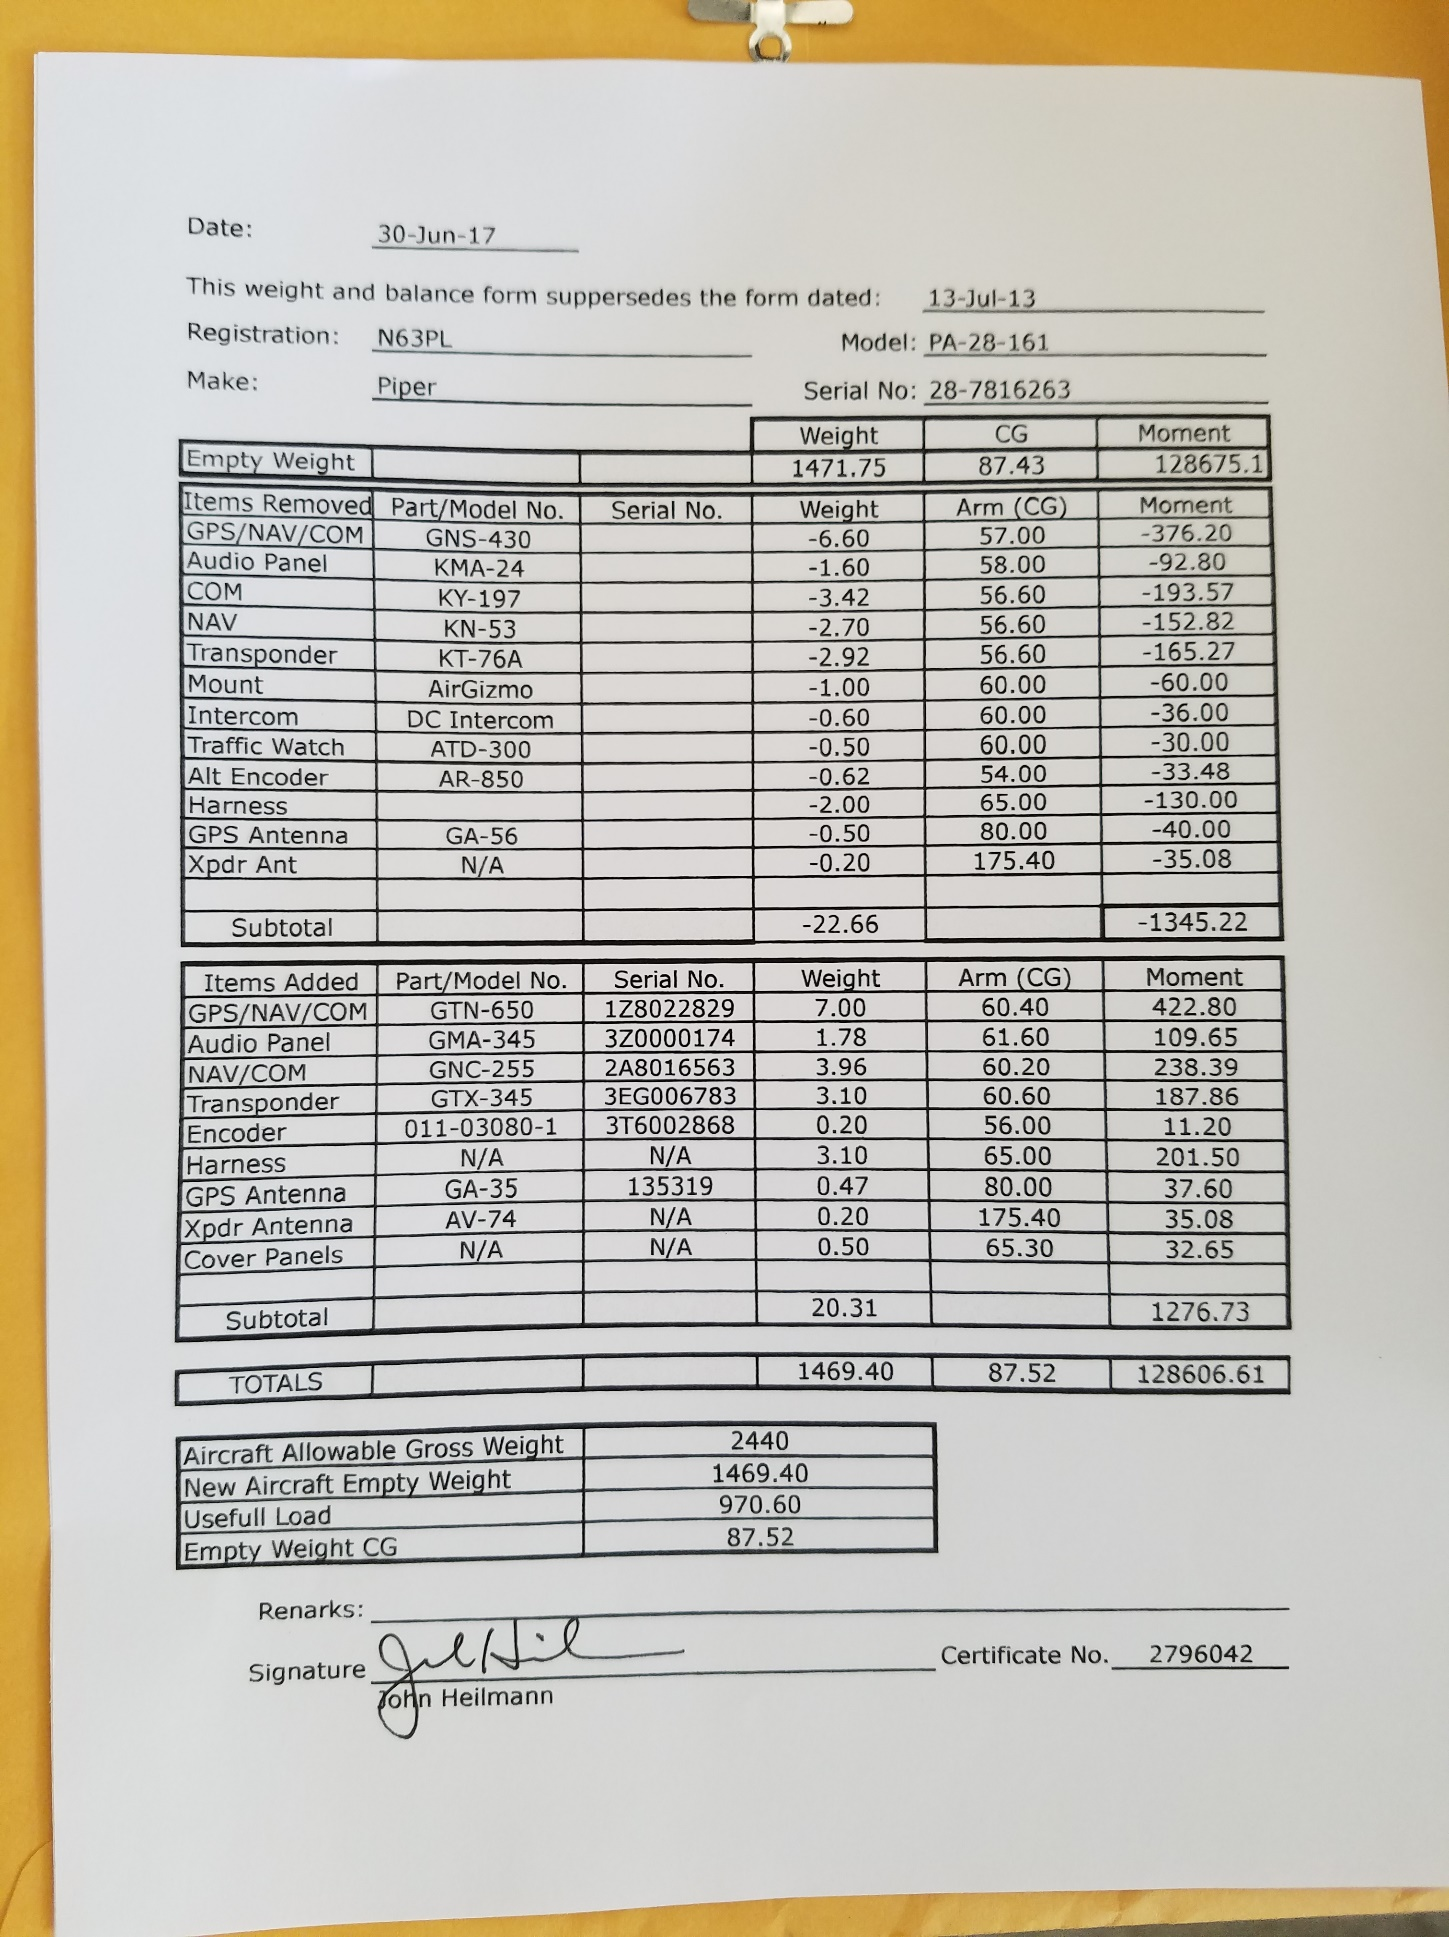 Date: 30-Jun-17
This weight and balance form suppersedes the form dated: 13-Jul-13
Registration: N63PL Model: PA-28-161
Make: Piper Serial No: 28-7816263
Weight CG Moment
Empty Weight 1471.75 87.43 128675.1
Items Removed Part/Model No. Serial No. Weight Arm (CG) Moment
GPS/NAV/COM GNS-430 -6.60 57.00 -376.20
Audio Panel KMA-24 -1.60 58.00 -92.80
COM KY-197 -3.42 56.60 -193.57
NAV KN-53 -2.70 56.60 -152.82
Transponder KT-76A -2.92 56.60 -165.27
Mount AirGizmo -1.00 60.00 -60.00
Intercom DC Intercom -0.60 60.00 -36.00
Traffic Watch ATD-300 -0.50 60.00 -30.00
Alt Encoder AR-850 -0.62 54.00 -33.48
Harness -2.00 65.00 -130.00
GPS Antenna GA-56 -0.50 80.00 -40.00
Xpdr Ant N/A -0.20 175.40 -35.08
Subtotal -22.66 -1345.22
Items Added Part/Model No. Serial No. Weight Arm (CG) Moment
GPS/NAV/COM GTN-650 1Z8022829 7.00 60.40 422.80
Audio Panel GMA-345 3Z0000174 1.78 61.60 109.65
NAV/COM GNC-255 2A8016563 3.96 60.20 238.39
Transponder GTX-345 3EG006783 3.10 60.60 187.86
Encoder 011-03080-1 3T6002868 0.20 56.00 11.20
Harness N/A N/A 3.10 65.00 201.50
GPS Antenna GA-35 135319 0.47 80.00 37.60
Xpdr Antenna AV-74 N/A 0.20 175.40 35.08
Cover Panels N/A N/A 0.50 65.30 32.65
Subtotal 20.31 1276.73
TOTALS 1469.40 87.52 128606.61
Aircraft Allowable Gross Weight 2440
New Aircraft Empty Weight 1469.40
Usefull Load 970.60
Empty Weight CG 87.52
Renarks:
Signature Certificate No. 2796042
John Heilmann